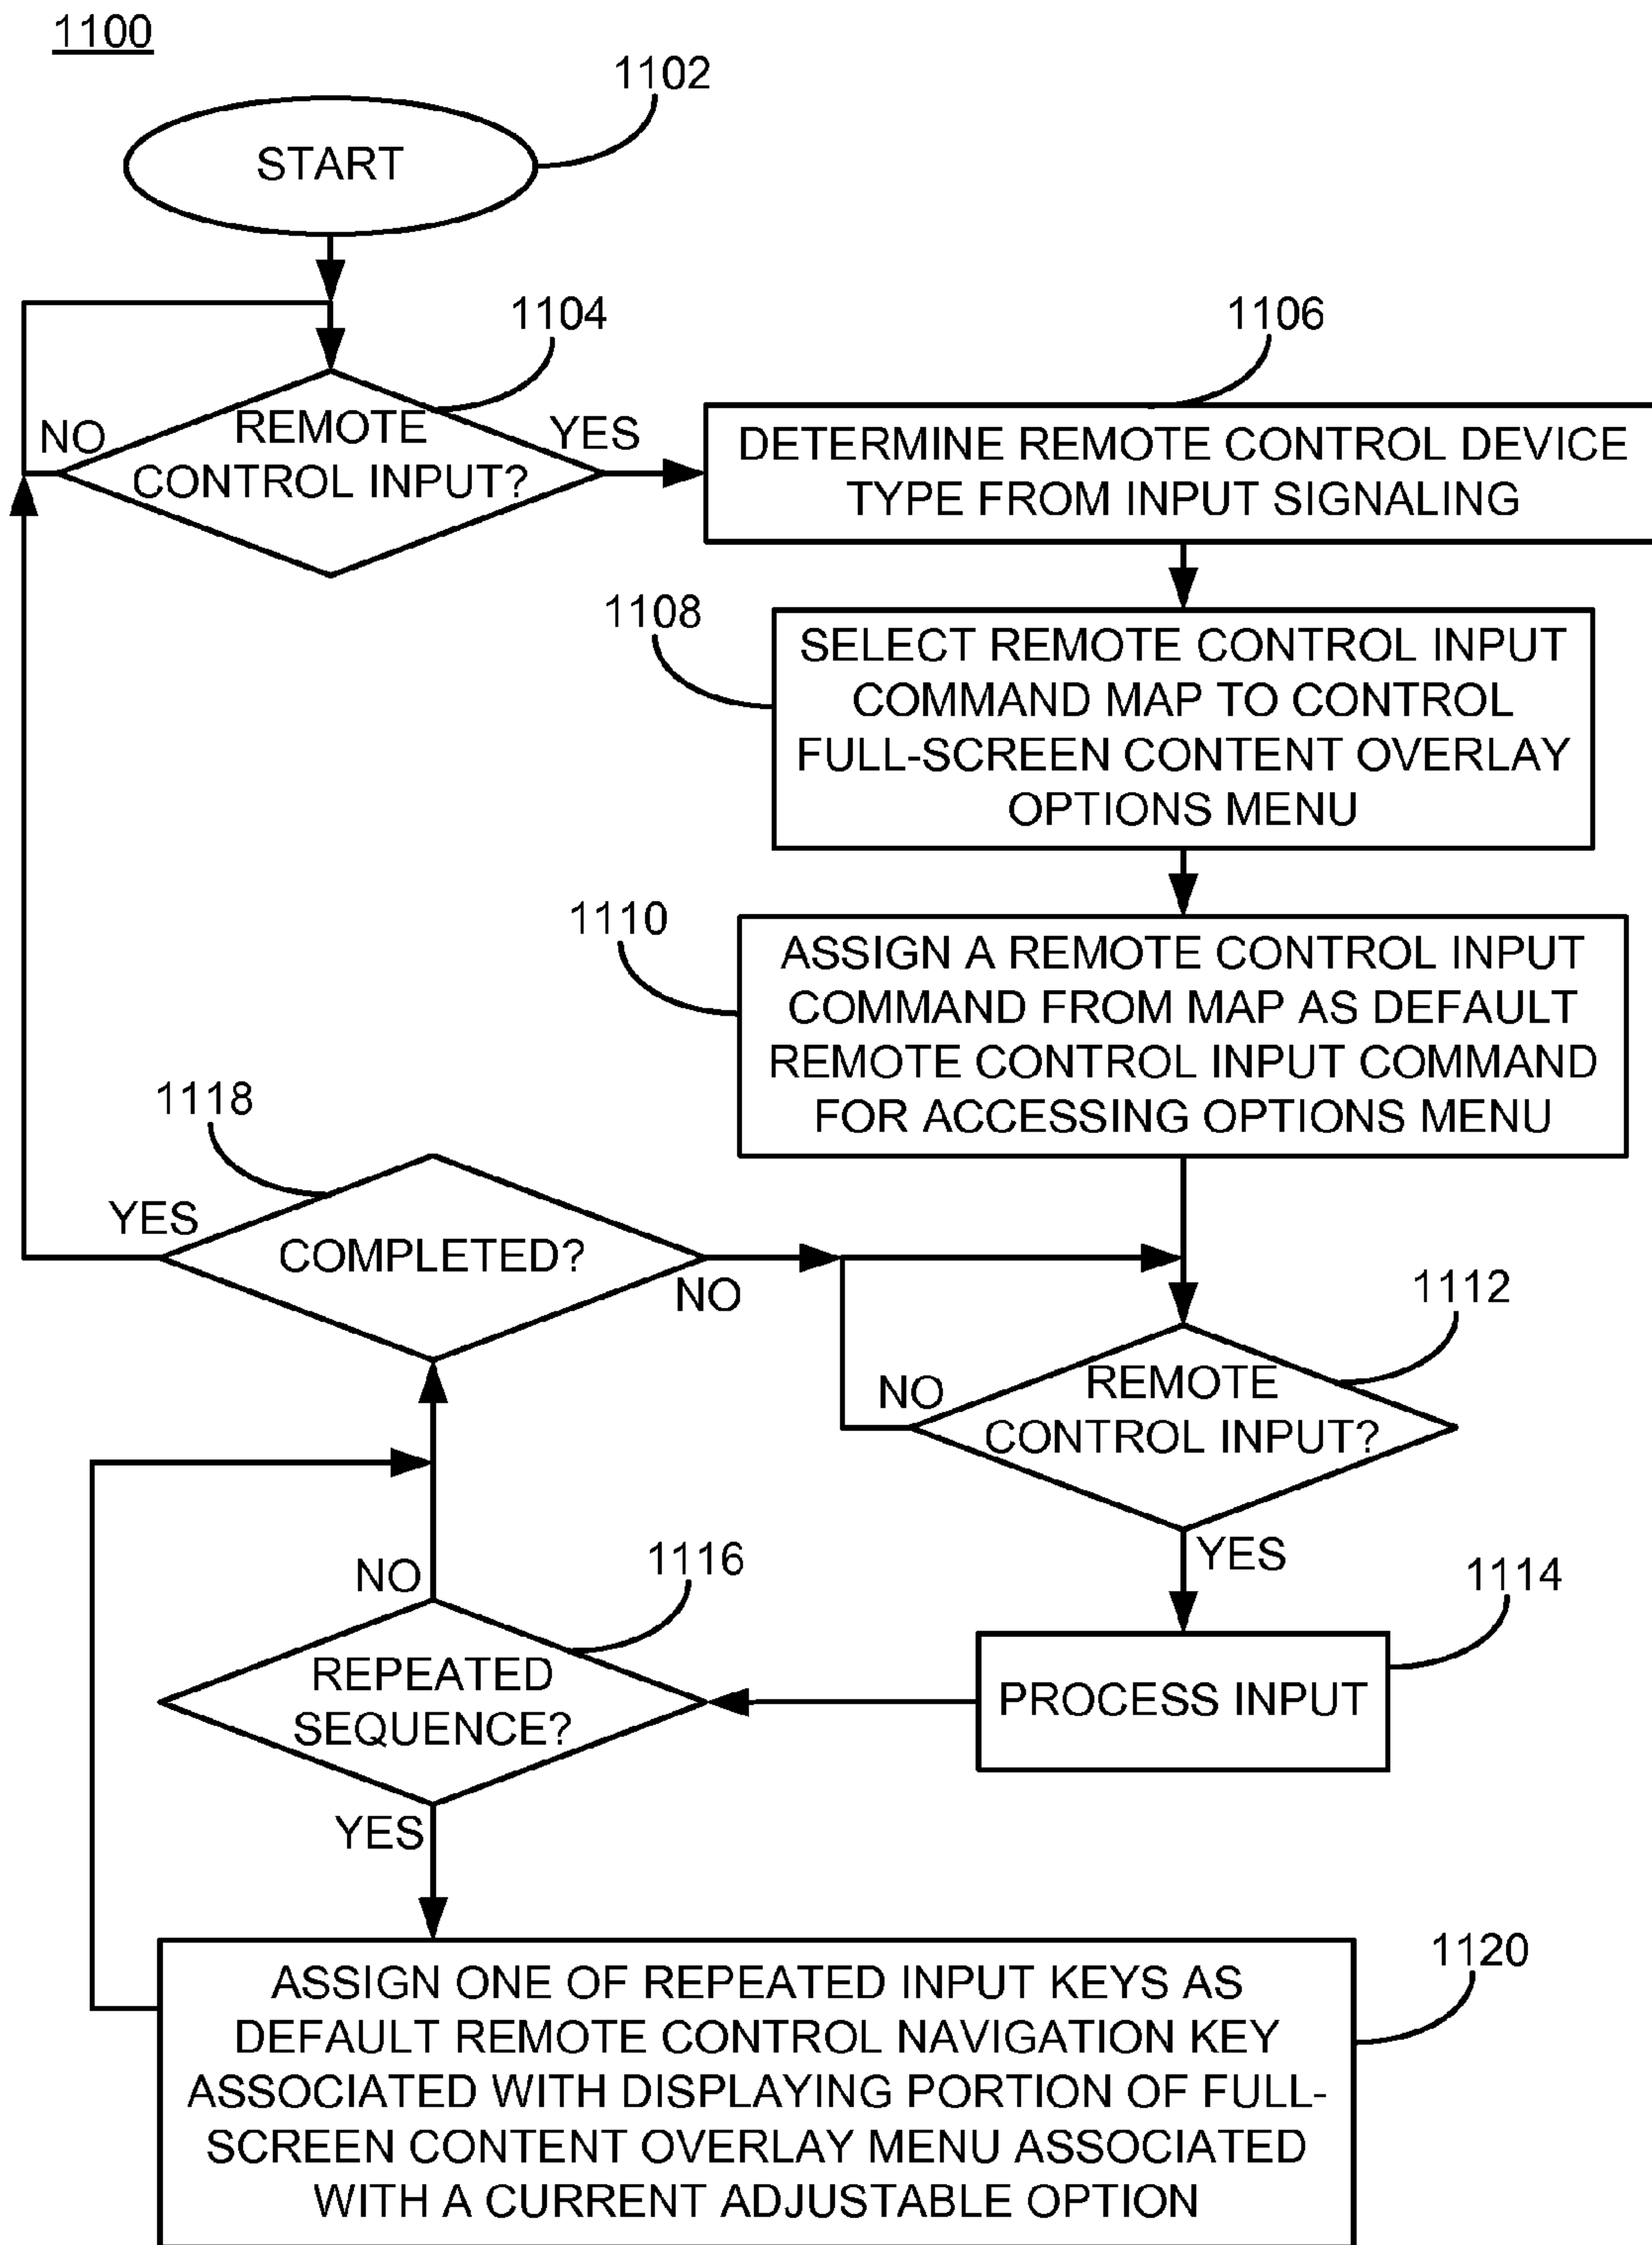 1100
1102
START
1104
1106
NO
REMOTE
CONTROL INPUT?
YES
DETERMINE REMOTE CONTROL DEVICE
TYPE FROM INPUT SIGNALING
1108
SELECT REMOTE CONTROL INPUT
COMMAND MAP TO CONTROL
FULL-SCREEN CONTENT OVERLAY
OPTIONS MENU
1110
ASSIGN A REMOTE CONTROL INPUT
COMMAND FROM MAP AS DEFAULT
REMOTE CONTROL INPUT COMMAND
FOR ACCESSING OPTIONS MENU
1118
YES
COMPLETED?
NO
1112
NO
REMOTE
CONTROL INPUT?
YES
1116
1114
NO
REPEATED
SEQUENCE?
PROCESS INPUT
YES
1120
ASSIGN ONE OF REPEATED INPUT KEYS AS
DEFAULT REMOTE CONTROL NAVIGATION KEY
ASSOCIATED WITH DISPLAYING PORTION OF FULL-
SCREEN CONTENT OVERLAY MENU ASSOCIATED
WITH A CURRENT ADJUSTABLE OPTION